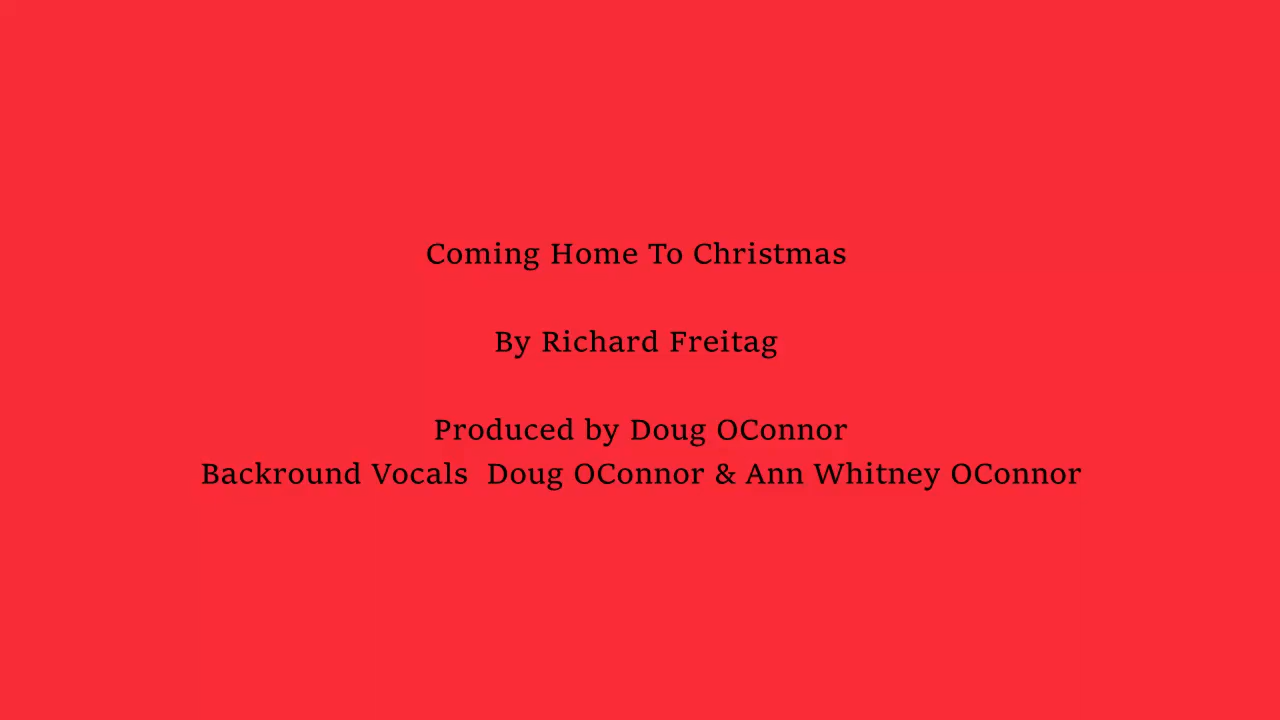 Coming Home To Christmas
By Richard Freitag
Produced by Doug OConnor
Backround Vocals  Doug OConnor & Ann Whitney OConnor